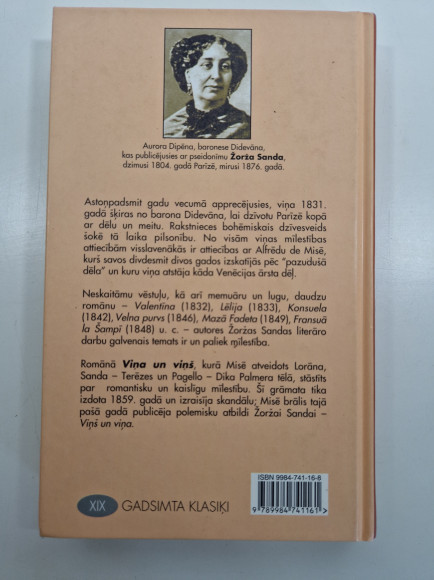 Aurora Dipēna, baronese Didevāna,
kas publicējusies ar pseidonīmu Žorža Sanda,
dzimusi 1804. gadā Parīzē, mirusi 1876. gadā.
Astoņpadsmit gadu vecumā apprecējusies, viņa 1831.
gadā šķiras no barona Didevāna, lai dzīvotu Parīzē kopā
ar dēlu un meitu. Rakstnieces bohēmiskais dzīvesveids
šokē tā laika pilsonību. No visām viņas mīlestības
attiecībām visslavenākās ir attiecības ar Alfrēdu de Misē,
kurš savos divdesmit divos gados izskatījās pēc “pazudušā
dēla” un kuru viņa atstāja kāda Venēcijas ārsta dēļ.
Neskaitāmu vēstuļu, kā arī memuāru un lugu, daudzu
romānu – Valentīna (1832), Lēlija (1833), Konsuela
(1842), Velna purvs (1846), Mazā Fadeta (1849), Fransuā
la Šampī (1848) u. c. – autores Žoržas Sandas literāro
darbu galvenais temats ir un paliek mīlestība.
Romānā Viņa un viņš, kurā Misē atveidots Lorāna,
Sanda – Terēzes un Pagello – Dika Palmera tēlā, stāstīts
par romantisku un kaislīgu mīlestību. Šī grāmata tika
izdota 1859. gadā un izraisīja skandālu; Misē brālis tajā
pašā gadā publicēja polemisku atbildi Žoržai Sandai –
Viņš un viņa.
ISBN 9984-741-16-6
9 789984 741161 >
XIX GADSIMTA KLASIĶI